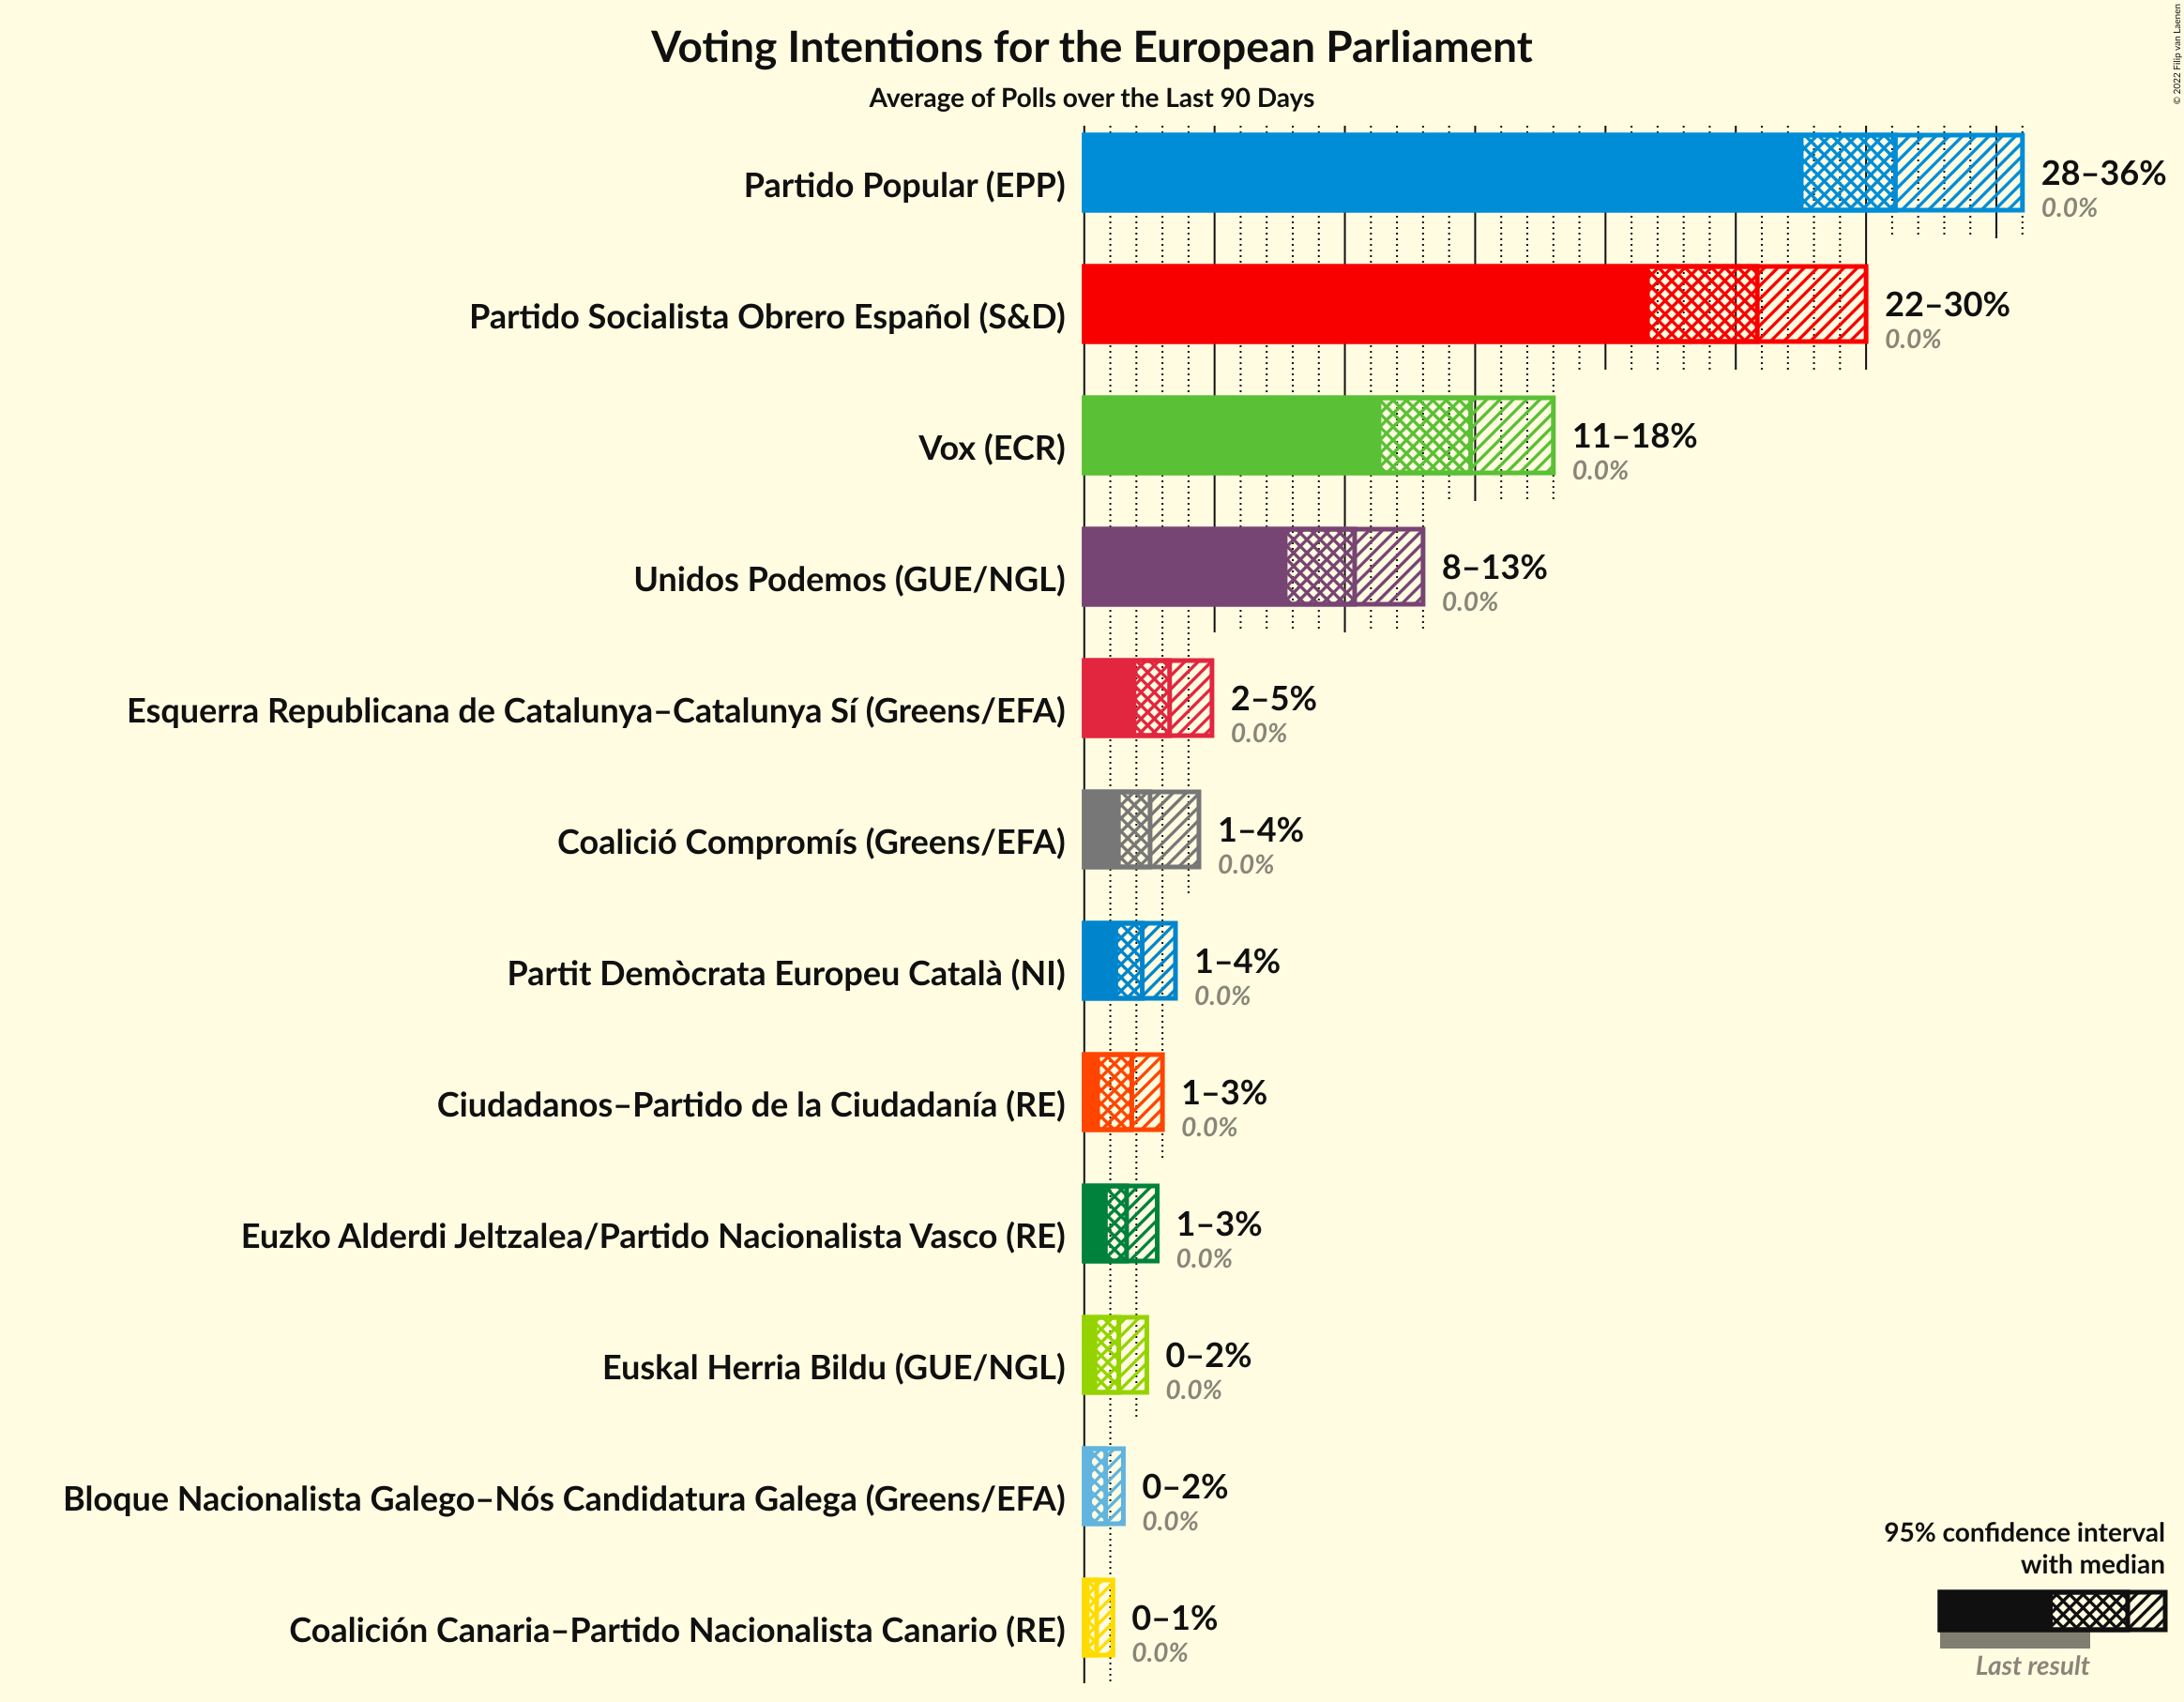 Voting Intentions for the European Parliament
Average of Polls over the Last 90 Days
© 2022 Filip van Laenen
Partido Popular (EPP)
28–36%
0.0%
Partido Socialista Obrero Español (S&D)
22–30%
0.0%
Vox (ECR)
11–18%
0.0%
Unidos Podemos (GUE/NGL)
8–13%
0.0%
Esquerra Republicana de Catalunya–Catalunya Sí (Greens/EFA)
2–5%
0.0%
Coalició Compromís (Greens/EFA)
1–4%
0.0%
Partit Demòcrata Europeu Català (NI)
1–4%
0.0%
Ciudadanos–Partido de la Ciudadanía (RE)
1–3%
0.0%
Euzko Alderdi Jeltzalea/Partido Nacionalista Vasco (RE)
1–3%
0.0%
Euskal Herria Bildu (GUE/NGL)
0–2%
0.0%
Bloque Nacionalista Galego–Nós Candidatura Galega (Greens/EFA)
0–2%
0.0%
Coalición Canaria–Partido Nacionalista Canario (RE)
0–1%
0.0%
95% confidence interval
with median
Last result